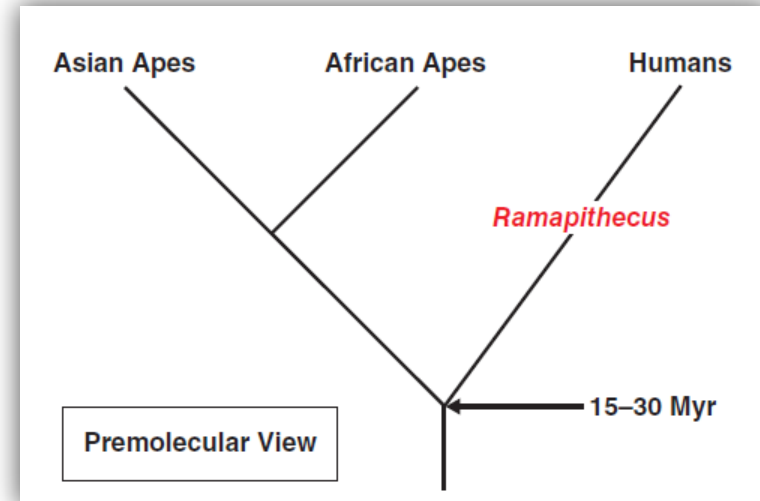 Asian Apes
African Apes
Humans
Ramapithecus
15–30 Myr
Premolecular View